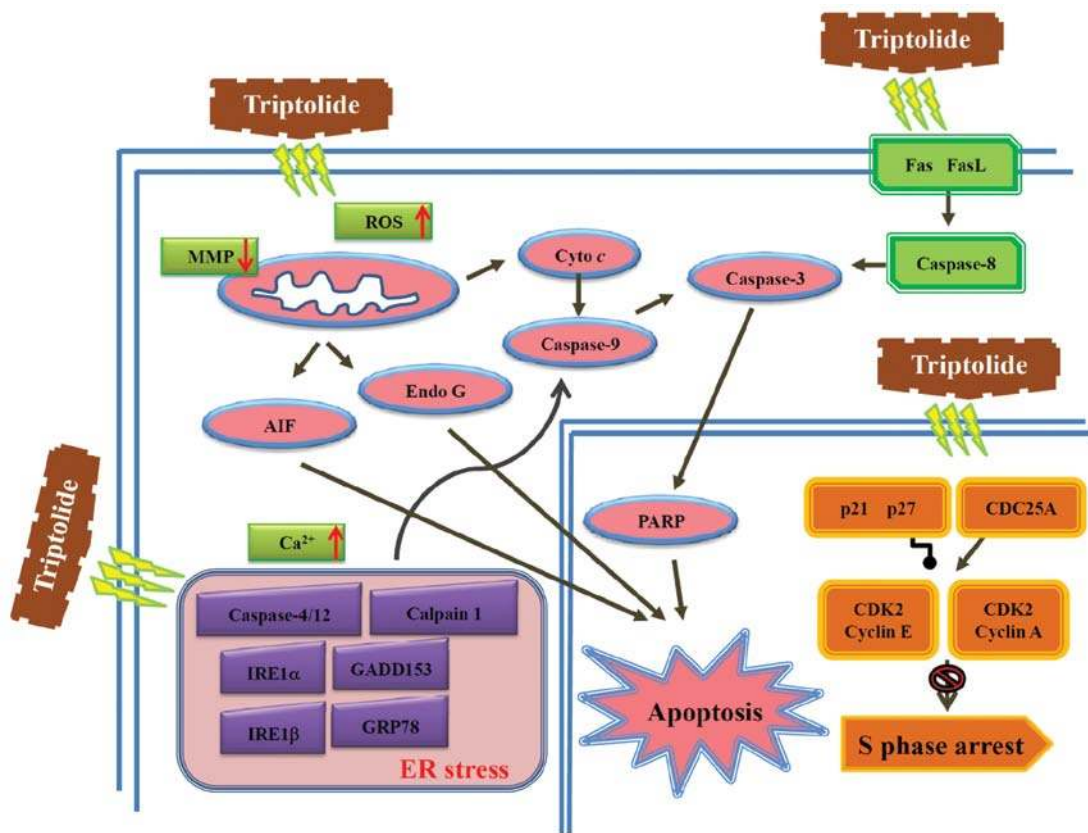 Triptolide
Triptolide
Fas FasL
ROS
MMP
Cyto c
Caspase-3
Caspase-8
Caspase-9
Triptolide
Endo G
AIF
Triptolide
PARP
p21 p27
CDC25A
Ca²⁺
Caspase-4/12
Calpain 1
IRE1α
GADD153
IRE1β
GRP78
ER stress
CDK2
Cyclin E
CDK2
Cyclin A
Apoptosis
S phase arrest